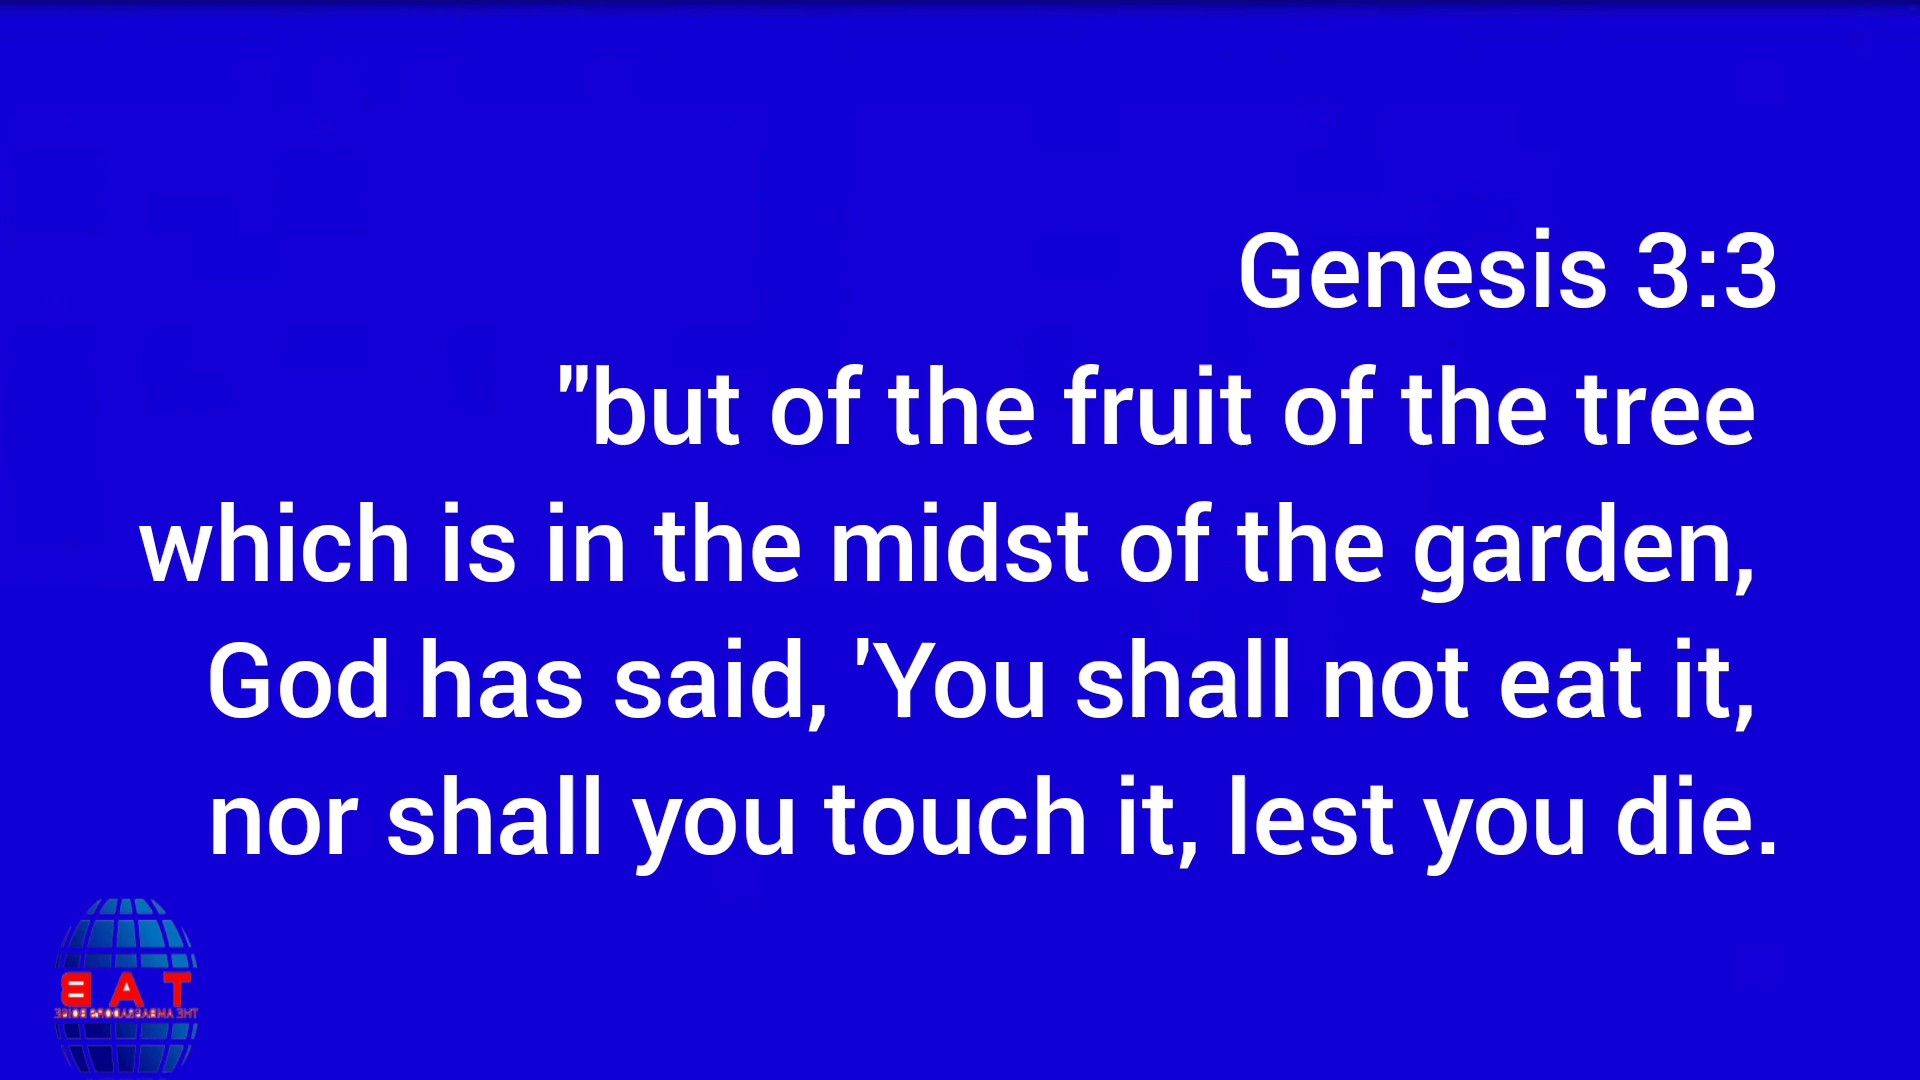 Genesis 3:3
"but of the fruit of the tree
which is in the midst of the garden,
God has said, 'You shall not eat it,
nor shall you touch it, lest you die.
TAB